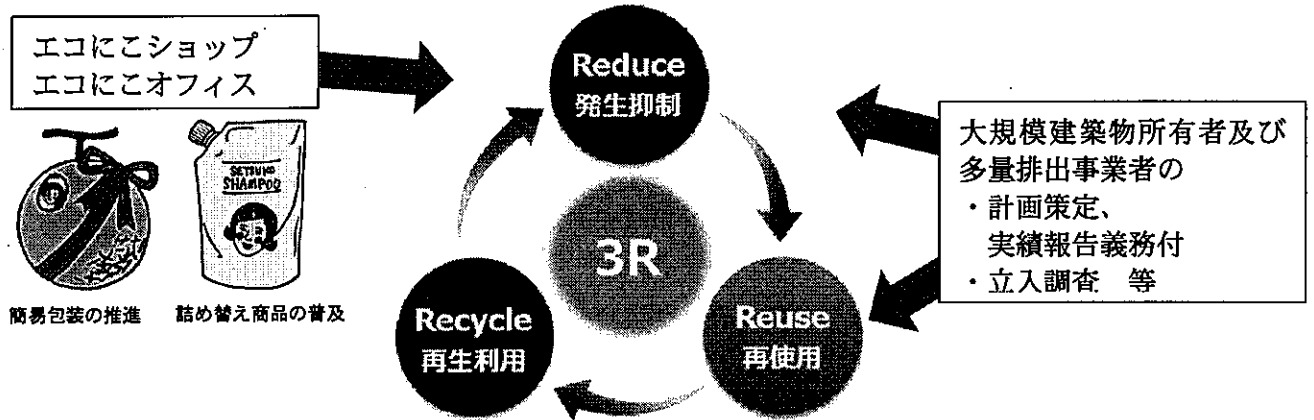 エコにこショップ
エコにこオフィス
SETSUKO
SHAMPOO
簡易包装の推進
詰め替え商品の普及
Reduce
発生抑制
3R
Recycle
再生利用
Reuse
再使用
大規模建築物所有者及び
多量排出事業者の
・計画策定、
実績報告義務付
・立入調査　等